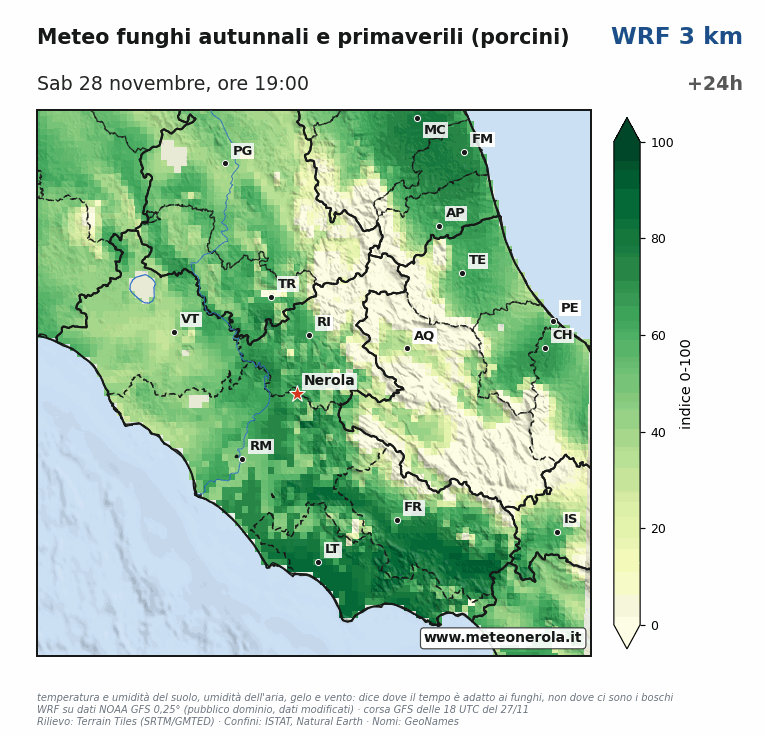 Meteo funghi autunnali e primaverili (porcini)
WRF 3 km
Sab 28 novembre, ore 19:00
+24h
MC
FM
PG
AP
TE
TR
PE
VT
RI
AQ
CH
Nerola
RM
FR
IS
LT
www.meteonerola.it
100
80
60
40
20
0
indice 0-100
temperatura e umidità del suolo, umidità dell'aria, gelo e vento: dice dove il tempo è adatto ai funghi, non dove ci sono i boschi
WRF su dati NOAA GFS 0,25° (pubblico dominio, dati modificati) · corsa GFS delle 18 UTC del 27/11
Rilievo: Terrain Tiles (SRTM/GMTED) · Confini: ISTAT, Natural Earth · Nomi: GeoNames